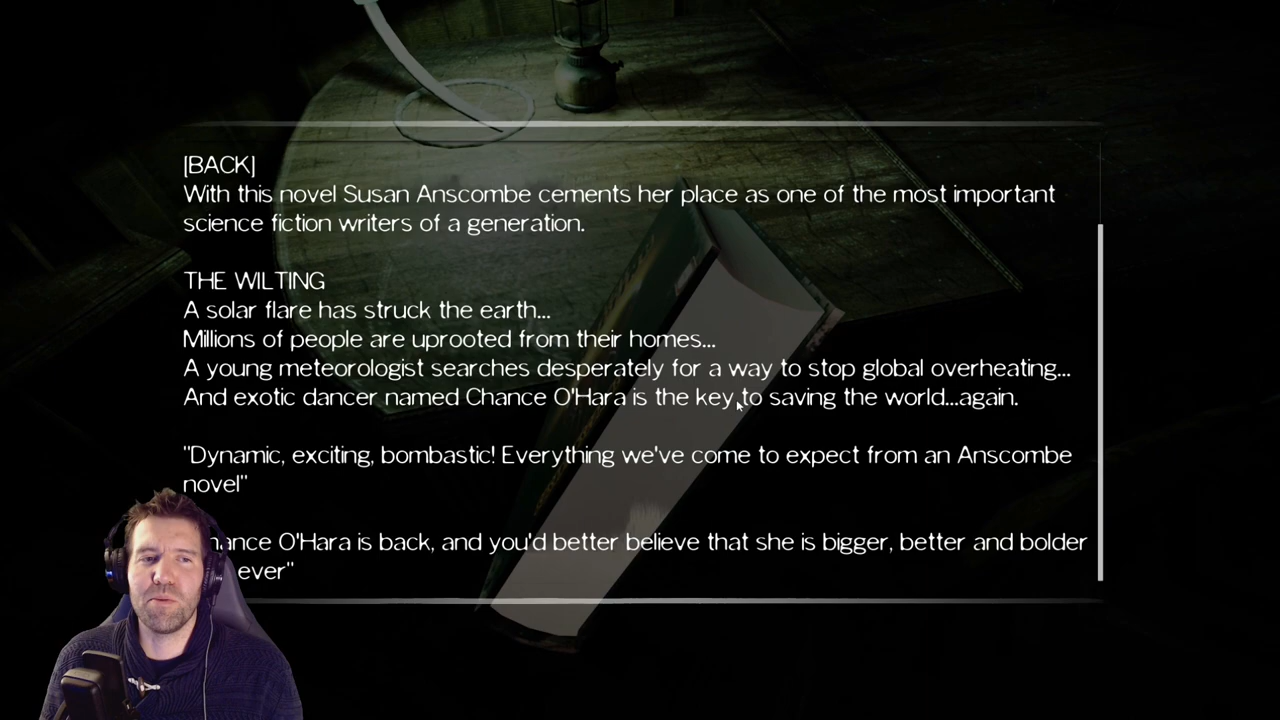 [BACK]
With this novel Susan Anscombe cements her place as one of the most important
science fiction writers of a generation.
THE WILTING
A solar flare has struck the earth...
Millions of people are uprooted from their homes...
A young meteorologist searches desperately for a way to stop global overheating...
And exotic dancer named Chance O'Hara is the key to saving the world...again.
"Dynamic, exciting, bombastic! Everything we've come to expect from an Anscombe
novel"
hance O'Hara is back, and you'd better believe that she is bigger, better and bolder
ever"